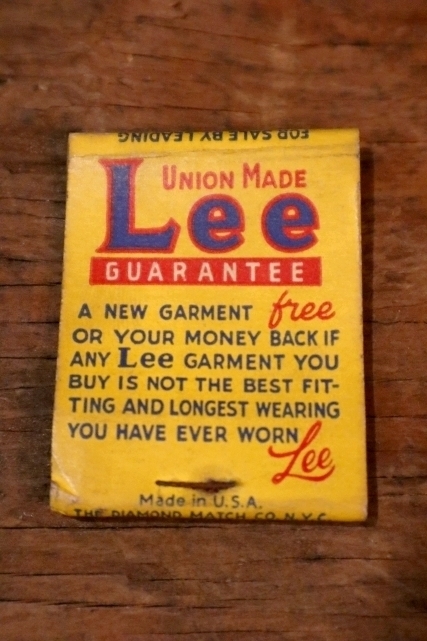 FOR SALE BY LEADING
UNION MADE
Lee
GUARANTEE
A NEW GARMENT free
OR YOUR MONEY BACK IF
ANY Lee GARMENT YOU
BUY IS NOT THE BEST FIT-
TING AND LONGEST WEARING
YOU HAVE EVER WORN
Lee
Made in U.S.A.
THE DIAMOND MATCH CO. N.Y.C.